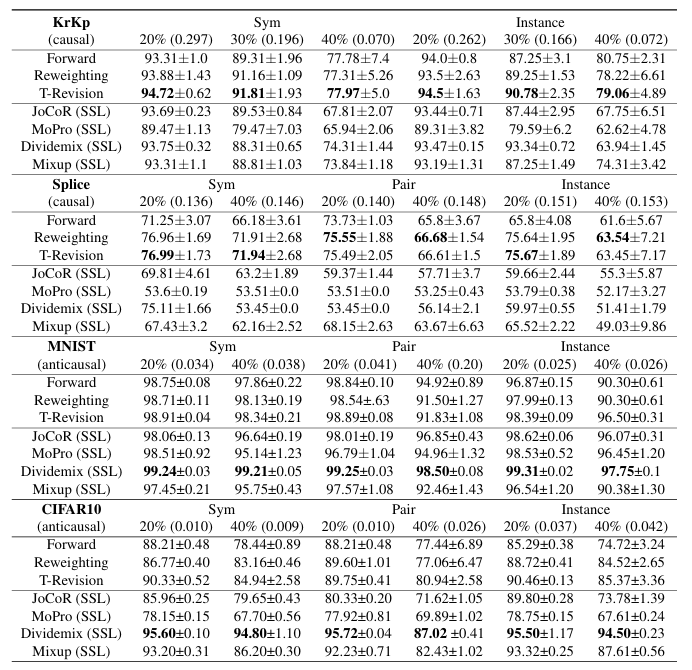 KrKp Sym Instance
(causal) 20% (0.297) 30% (0.196) 40% (0.070) 20% (0.262) 30% (0.166) 40% (0.072)
Forward 93.31±1.0 89.31±1.96 77.78±7.4 94.0±0.8 87.25±3.1 80.75±2.31
Reweighting 93.88±1.43 91.16±1.09 77.31±5.26 93.5±2.63 89.25±1.53 78.22±6.61
T-Revision 94.72±0.62 91.81±1.93 77.97±5.0 94.5±1.63 90.78±2.35 79.06±4.89
JoCoR (SSL) 93.69±0.23 89.53±0.84 67.81±2.07 93.44±0.71 87.44±2.95 67.75±6.51
MoPro (SSL) 89.47±1.13 79.47±7.03 65.94±2.06 89.31±3.82 79.59±6.2 62.62±4.78
Dividemix (SSL) 93.75±0.32 88.31±0.65 74.31±1.44 93.47±0.15 93.34±0.72 63.94±1.45
Mixup (SSL) 93.31±1.1 88.81±1.03 73.84±1.18 93.19±1.31 87.25±1.49 74.31±3.42
Splice Sym Pair Instance
(causal) 20% (0.136) 40% (0.146) 20% (0.140) 40% (0.148) 20% (0.151) 40% (0.153)
Forward 71.25±3.07 66.18±3.61 73.73±1.03 65.8±3.67 65.8±4.08 61.6±5.67
Reweighting 76.96±1.69 71.91±2.68 75.55±1.88 66.68±1.54 75.64±1.95 63.54±7.21
T-Revision 76.99±1.73 71.94±2.68 75.49±2.05 66.61±1.5 75.67±1.89 63.45±7.17
JoCoR (SSL) 69.81±4.61 63.2±1.89 59.37±1.44 57.71±3.7 59.66±2.44 55.3±5.87
MoPro (SSL) 53.6±0.19 53.51±0.0 53.51±0.0 53.25±0.43 53.79±0.38 52.17±3.27
Dividemix (SSL) 75.11±1.66 53.45±0.0 53.45±0.0 56.14±2.1 59.97±0.55 51.41±1.79
Mixup (SSL) 67.43±3.2 62.16±2.52 68.15±2.63 63.67±6.63 65.52±2.22 49.03±9.86
MNIST Sym Pair Instance
(anticausal) 20% (0.034) 40% (0.038) 20% (0.041) 40% (0.20) 20% (0.025) 40% (0.026)
Forward 98.75±0.08 97.86±0.22 98.84±0.10 94.92±0.89 96.87±0.15 90.30±0.61
Reweighting 98.71±0.11 98.13±0.19 98.54±.63 91.50±1.27 97.99±0.13 90.30±0.61
T-Revision 98.91±0.04 98.34±0.21 98.89±0.08 91.83±1.08 98.39±0.09 96.50±0.31
JoCoR (SSL) 98.06±0.13 96.64±0.19 98.01±0.19 96.85±0.43 98.62±0.06 96.07±0.31
MoPro (SSL) 98.51±0.92 95.14±1.23 96.79±1.04 94.96±1.32 98.53±0.52 96.45±1.20
Dividemix (SSL) 99.24±0.03 99.21±0.05 99.25±0.03 98.50±0.08 99.31±0.02 97.75±0.1
Mixup (SSL) 97.45±0.21 95.75±0.43 97.57±1.08 92.46±1.43 96.54±1.20 90.38±1.30
CIFAR10 Sym Pair Instance
(anticausal) 20% (0.010) 40% (0.009) 20% (0.010) 40% (0.026) 20% (0.037) 40% (0.042)
Forward 88.21±0.48 78.44±0.89 88.21±0.48 77.44±6.89 85.29±0.38 74.72±3.24
Reweighting 86.77±0.40 83.16±0.46 89.60±1.01 77.06±6.47 88.72±0.41 84.52±2.65
T-Revision 90.33±0.52 84.94±2.58 89.75±0.41 80.94±2.58 90.46±0.13 85.37±3.36
JoCoR (SSL) 85.96±0.25 79.65±0.43 80.33±0.20 71.62±1.05 89.80±0.28 73.78±1.39
MoPro (SSL) 78.15±0.15 67.70±0.56 77.92±0.81 69.89±1.02 78.75±0.15 67.61±0.24
Dividemix (SSL) 95.60±0.10 94.80±1.10 95.72±0.04 87.02 ±0.41 95.50±1.17 94.50±0.23
Mixup (SSL) 93.20±0.31 86.20±0.30 92.23±0.71 82.43±1.02 93.32±0.25 87.61±0.56